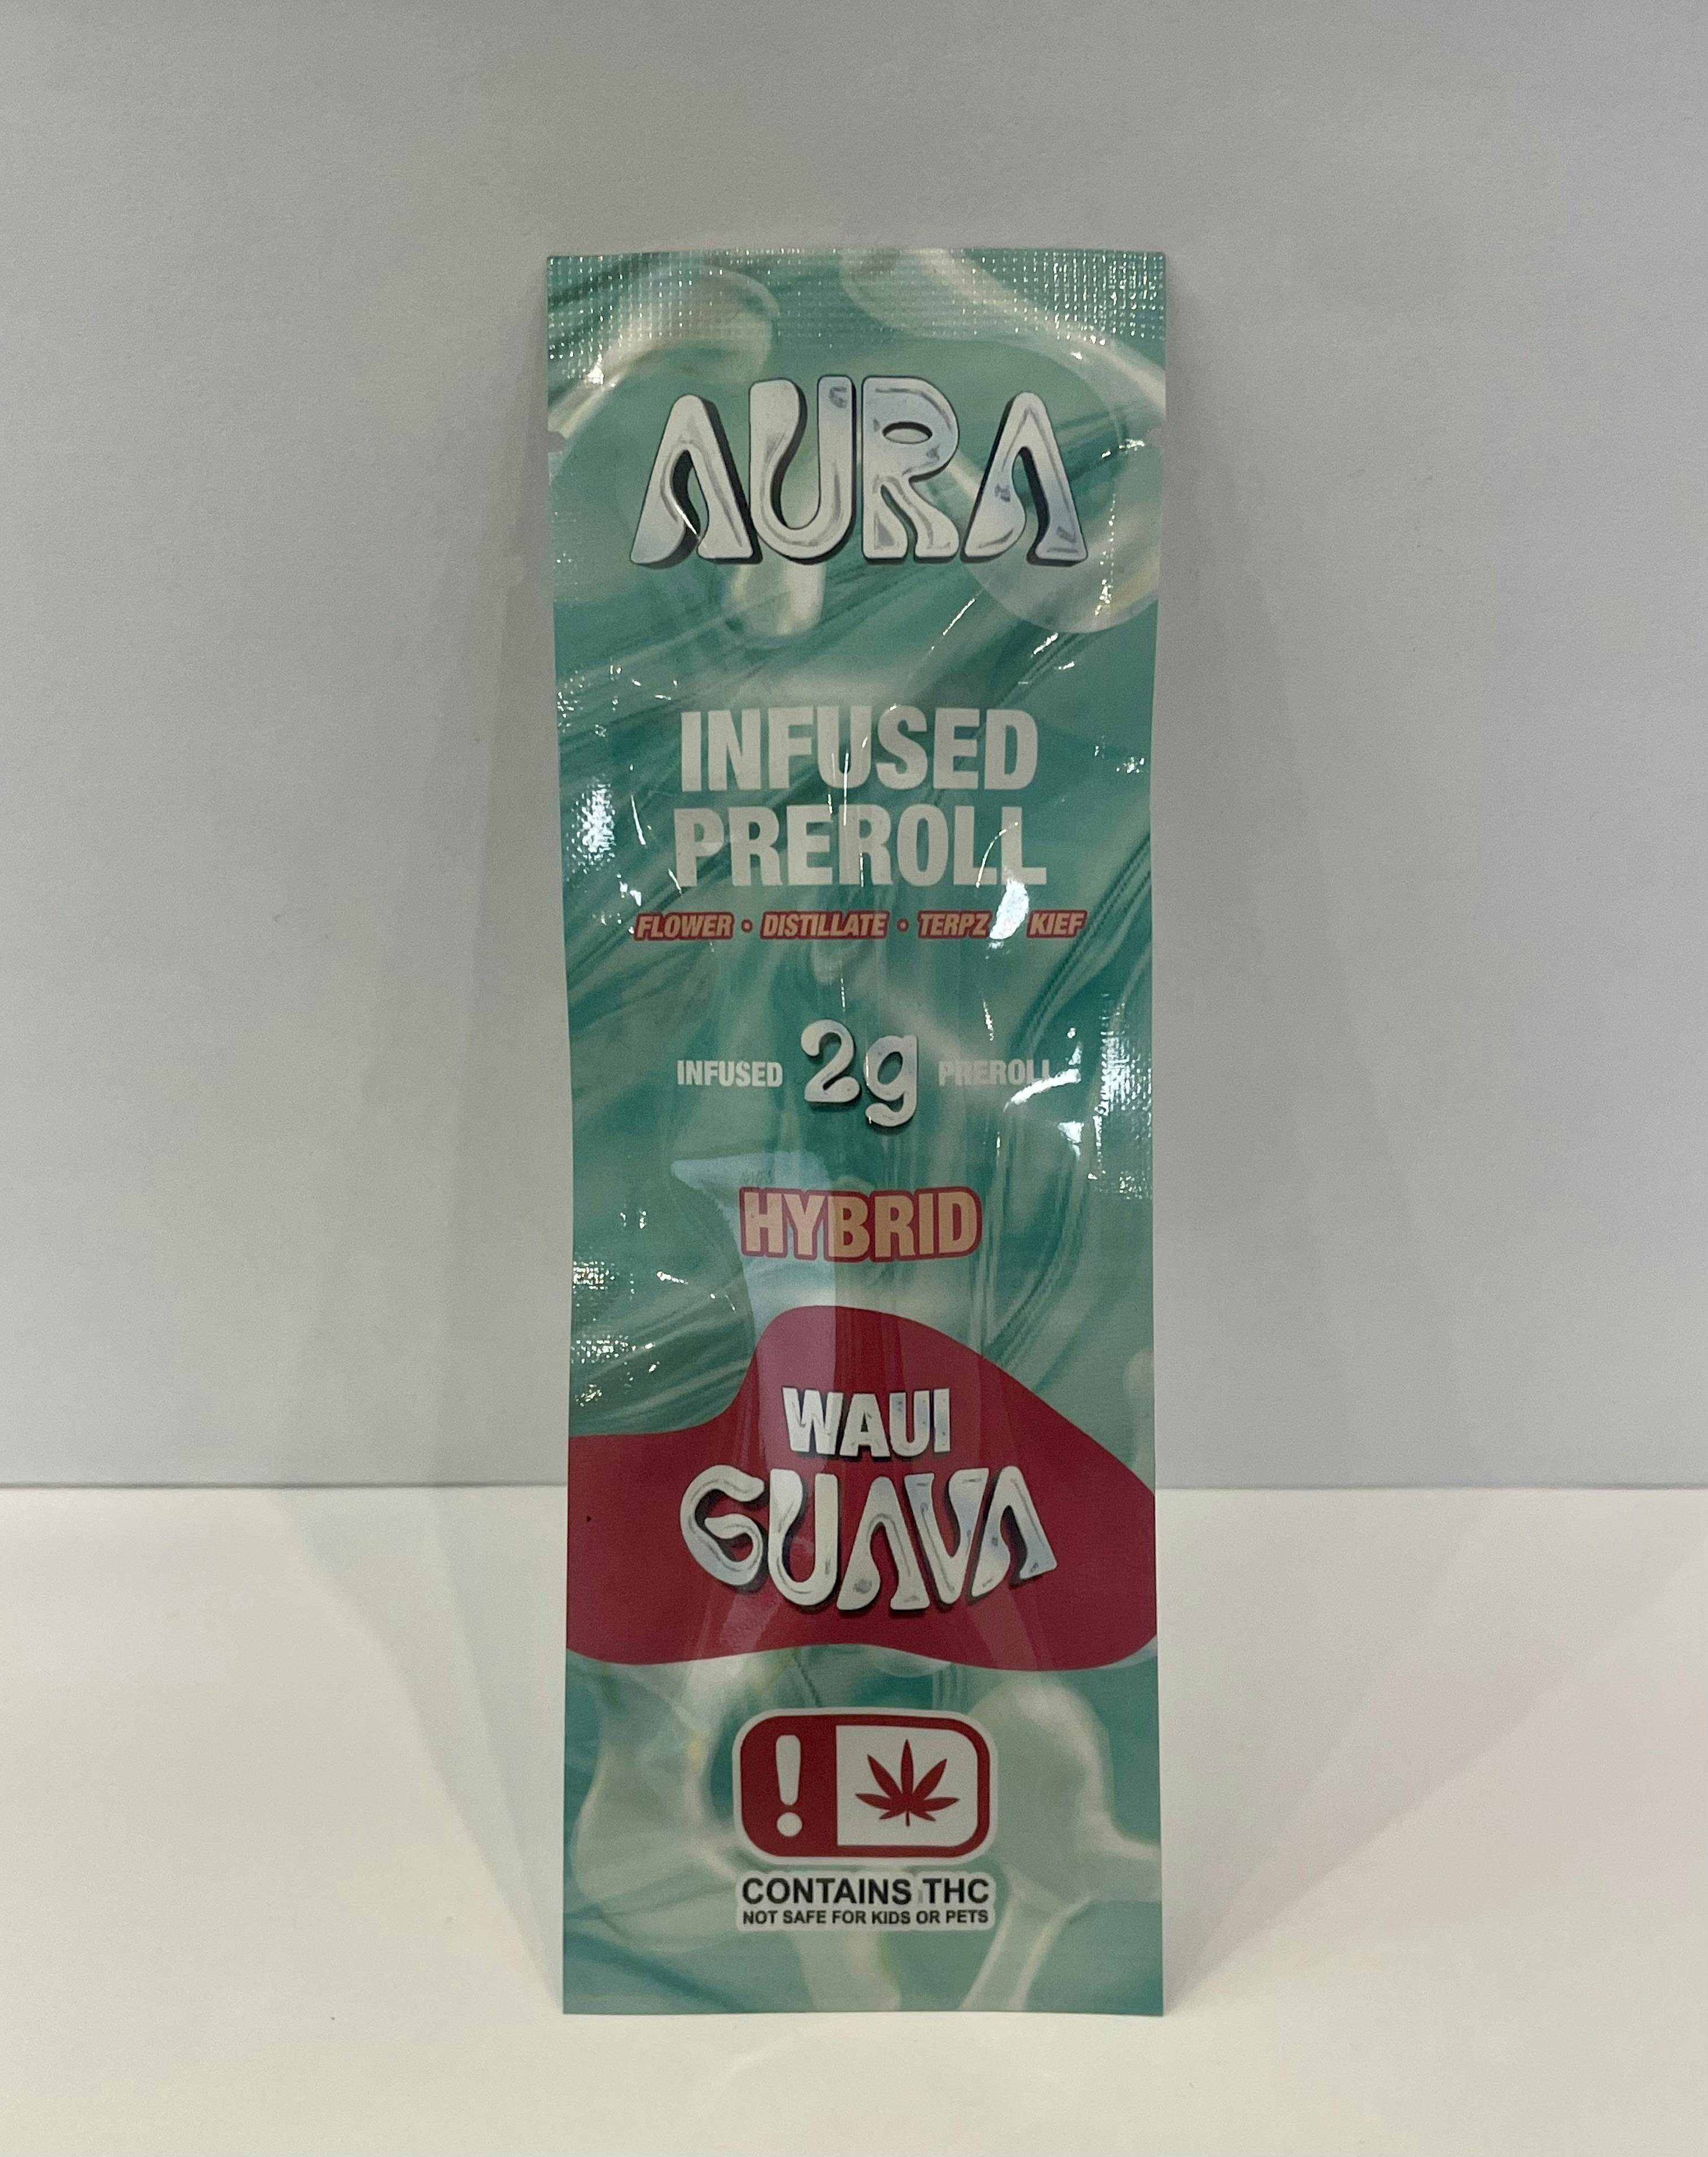 AURA
INFUSED
PREROLL
FLOWER • DISTILLATE • TERPZ KIEF
INFUSED 2g PREROLL
HYBRID
WAUI
GUAVA
!
CONTAINS THC
NOT SAFE FOR KIDS OR PETS